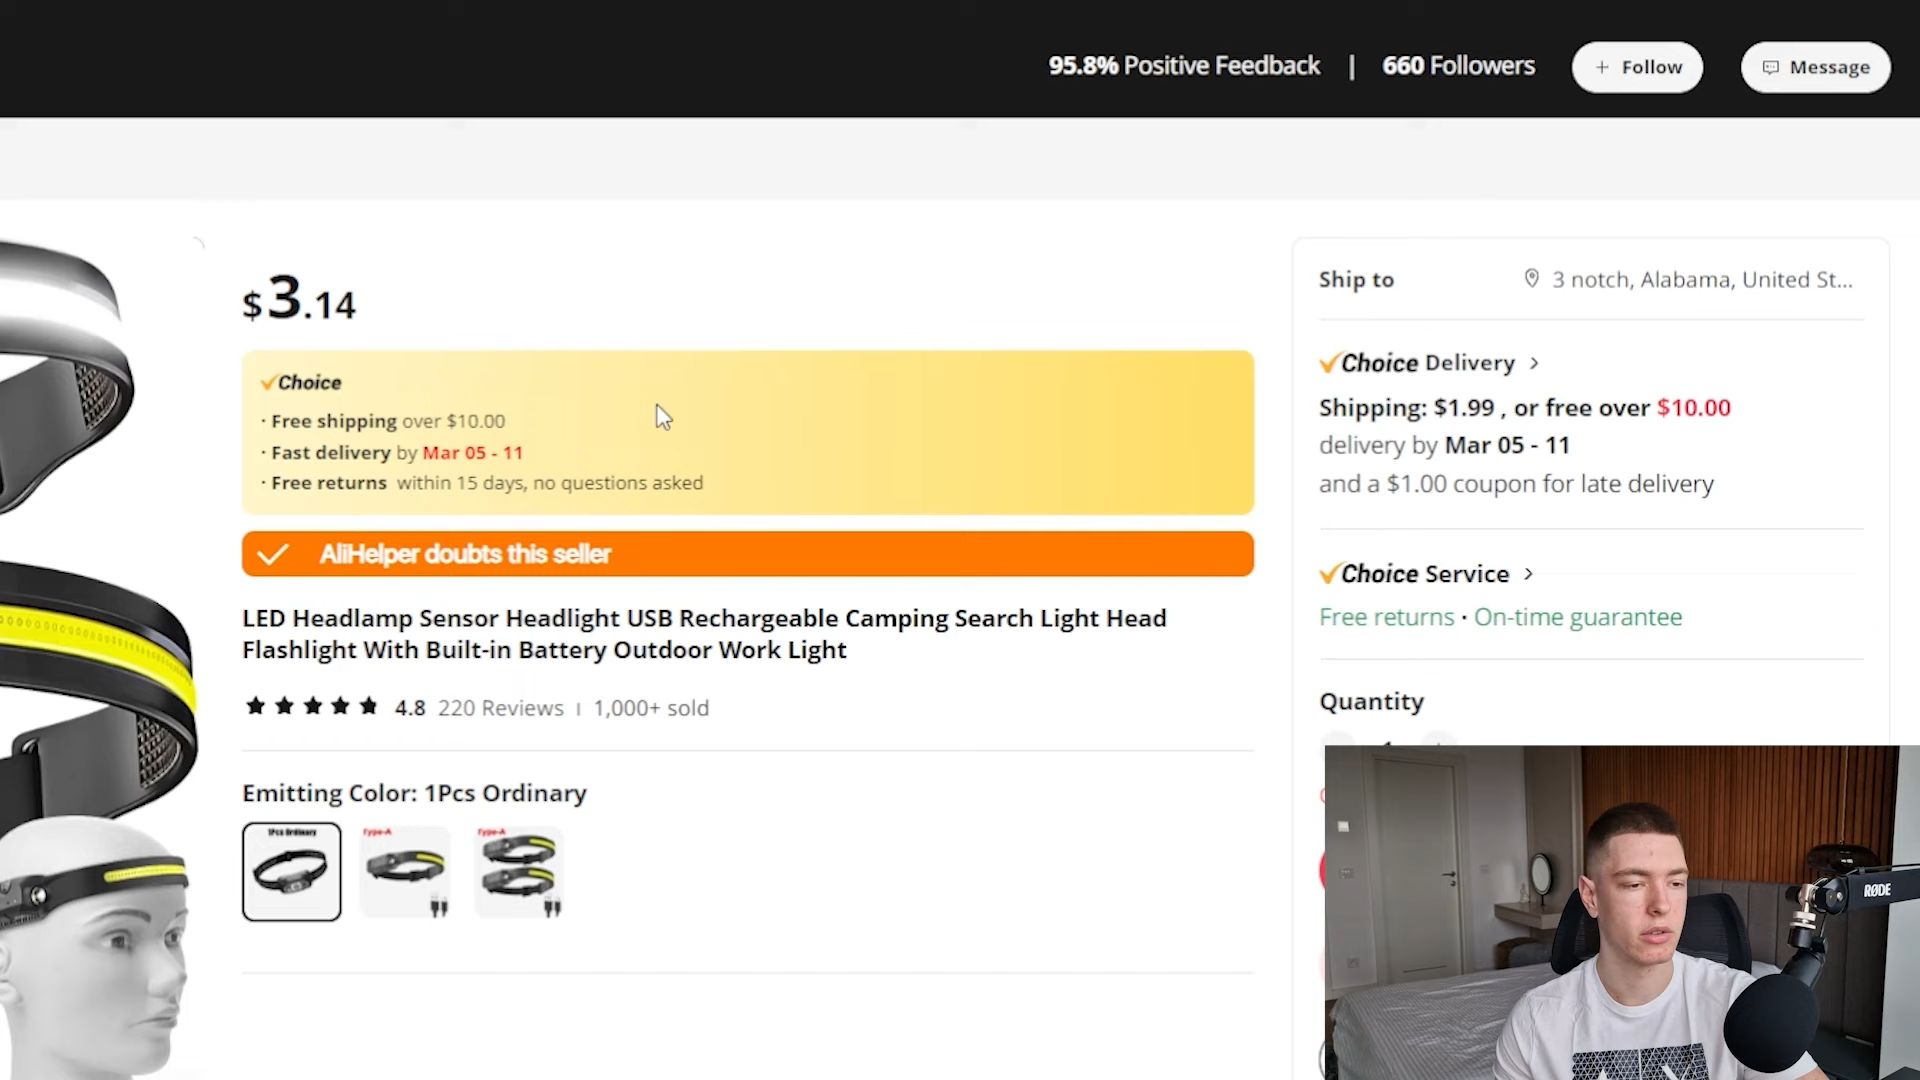 95.8% Positive Feedback | 660 Followers + Follow Message
$3.14
Choice
· Free shipping over $10.00
· Fast delivery by Mar 05 - 11
· Free returns within 15 days, no questions asked
AliHelper doubts this seller
LED Headlamp Sensor Headlight USB Rechargeable Camping Search Light Head
Flashlight With Built-in Battery Outdoor Work Light
4.8 220 Reviews | 1,000+ sold
Emitting Color: 1Pcs Ordinary
1Pcs Ordinary
Type-A
Type-A
Ship to 3 notch, Alabama, United St...
Choice Delivery >
Shipping: $1.99 , or free over $10.00
delivery by Mar 05 - 11
and a $1.00 coupon for late delivery
Choice Service >
Free returns · On-time guarantee
Quantity
RØDE